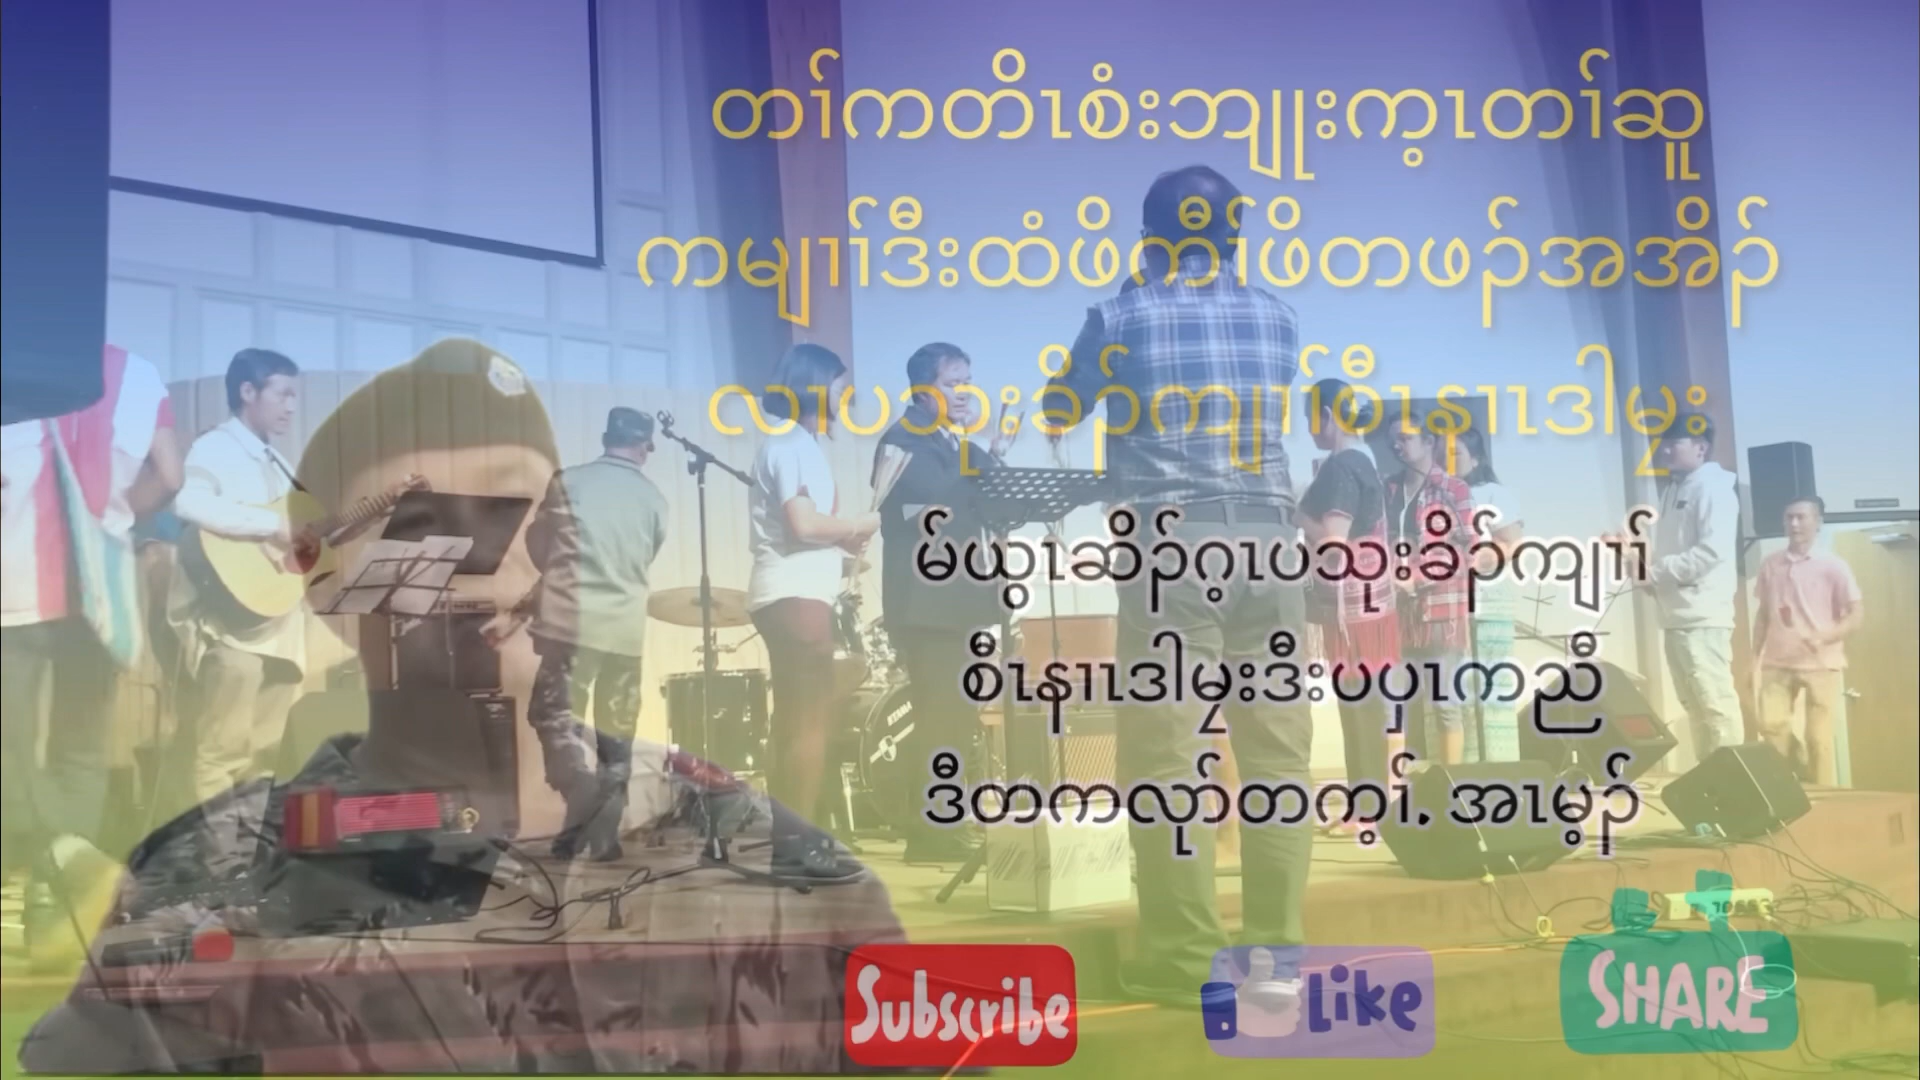 တၢ်ကတိၤစံးဘျုးက့ၤတၢ်ဆူ
ကမျၢၢ်ဒီးထံဖိကီၢ်ဖိတဖၣ်အအိၣ်
လၢပသုးခိၣ်ကျၢၢ်စီၤနၢၤဒါမှး
မ်ယွၤဆိၣ်ဂ့ၤပသုးခိၣ်ကျၢၢ်
စီၤနၢၤဒါမှးဒီးပပှၤကညီ
ဒီတကလုာ်တက့ၢ်. အၤမ့ၣ်
Subscribe
like
SHARE